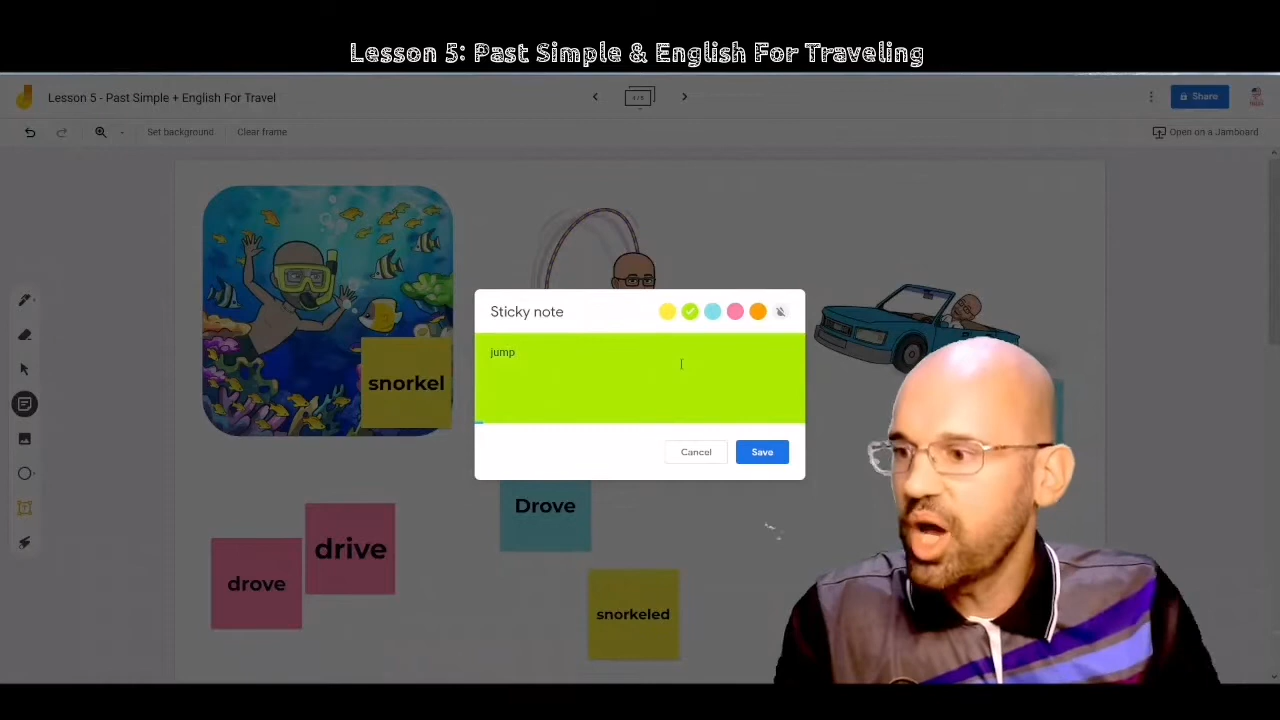 Lesson 5: Past Simple & English For Traveling
Lesson 5 - Past Simple + English For Travel
Share
Set background
Clear frame
Open on a Jamboard
Sticky note
jump
snorkel
Cancel
Save
Drove
drive
drove
snorkeled